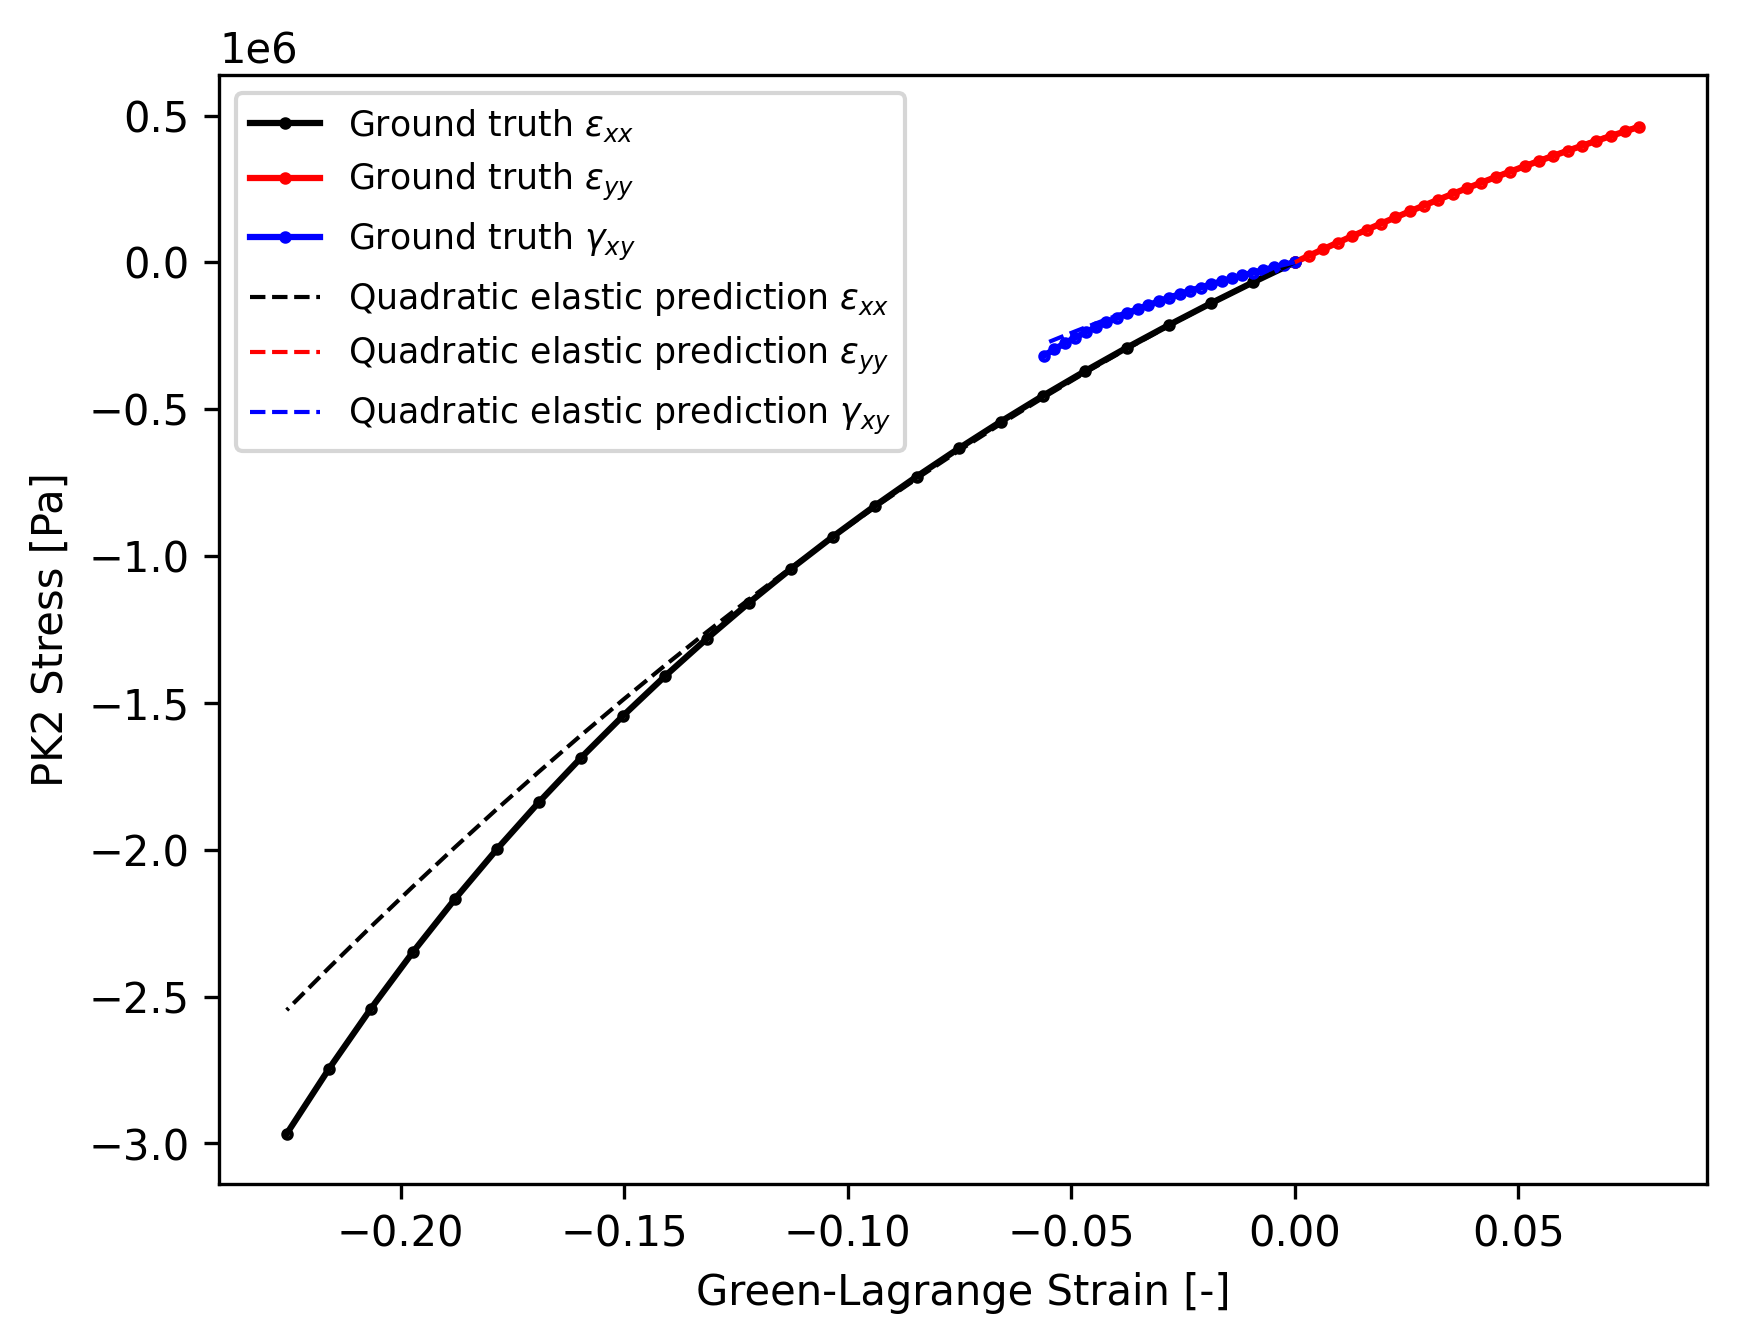 1e6
Ground truth εxx
Ground truth εyy
Ground truth γxy
Quadratic elastic prediction εxx
Quadratic elastic prediction εyy
Quadratic elastic prediction γxy
0.5
0.0
−0.5
−1.0
−1.5
−2.0
−2.5
−3.0
PK2 Stress [Pa]
−0.20 −0.15 −0.10 −0.05 0.00 0.05
Green-Lagrange Strain [-]